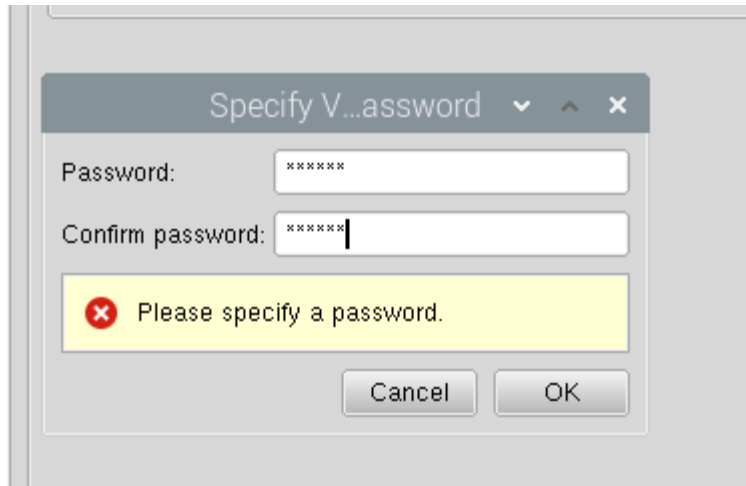 Specify V...assword
Password: ******
Confirm password: ******
Please specify a password.
Cancel OK